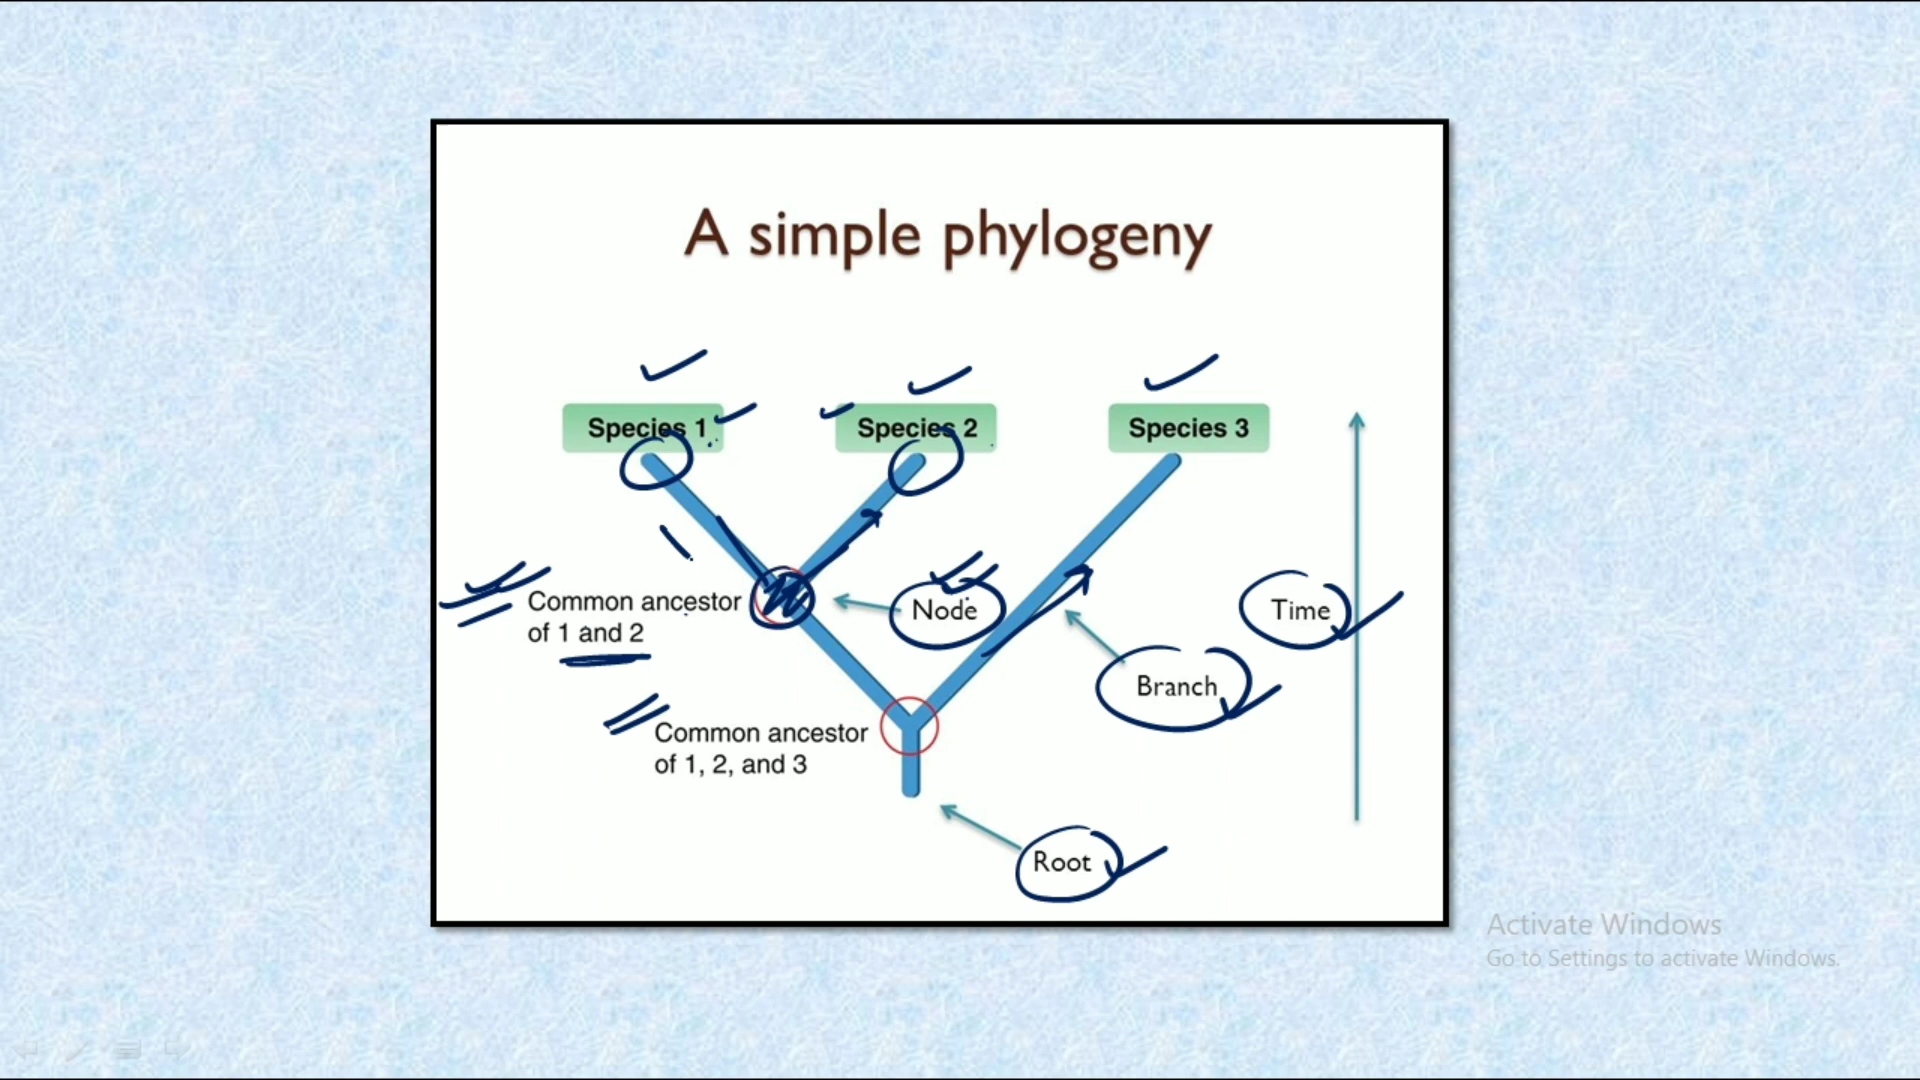 A simple phylogeny
Species 1
Species 2
Species 3
Common ancestor
of 1 and 2
Node
Time
Branch
Common ancestor
of 1, 2, and 3
Root
Activate Windows
Go to Settings to activate Windows.